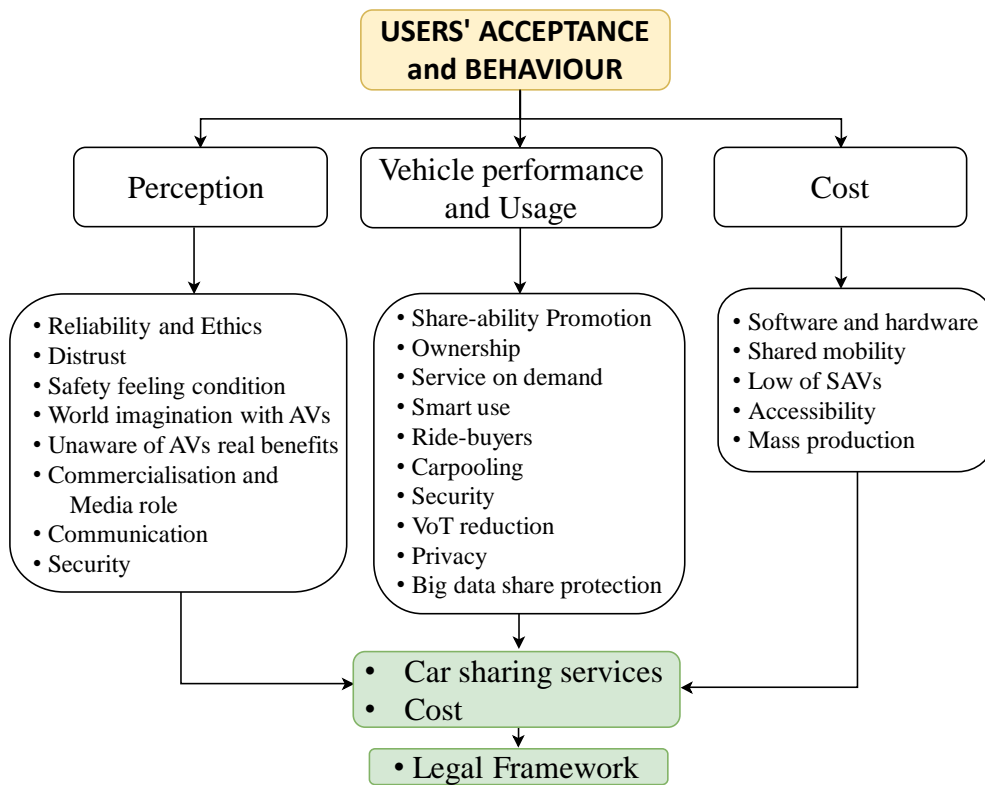 USERS' ACCEPTANCE
and BEHAVIOUR
Perception
Vehicle performance
and Usage
Cost
• Reliability and Ethics
• Distrust
• Safety feeling condition
• World imagination with AVs
• Unaware of AVs real benefits
• Commercialisation and
Media role
• Communication
• Security
• Share-ability Promotion
• Ownership
• Service on demand
• Smart use
• Ride-buyers
• Carpooling
• Security
• VoT reduction
• Privacy
• Big data share protection
• Software and hardware
• Shared mobility
• Low of SAVs
• Accessibility
• Mass production
• Car sharing services
• Cost
• Legal Framework